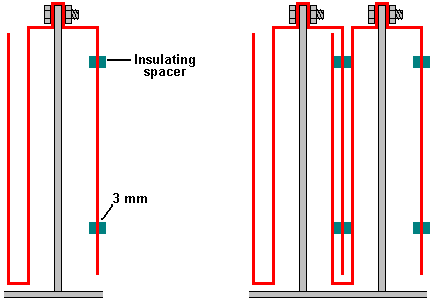 Insulating
spacer
3 mm